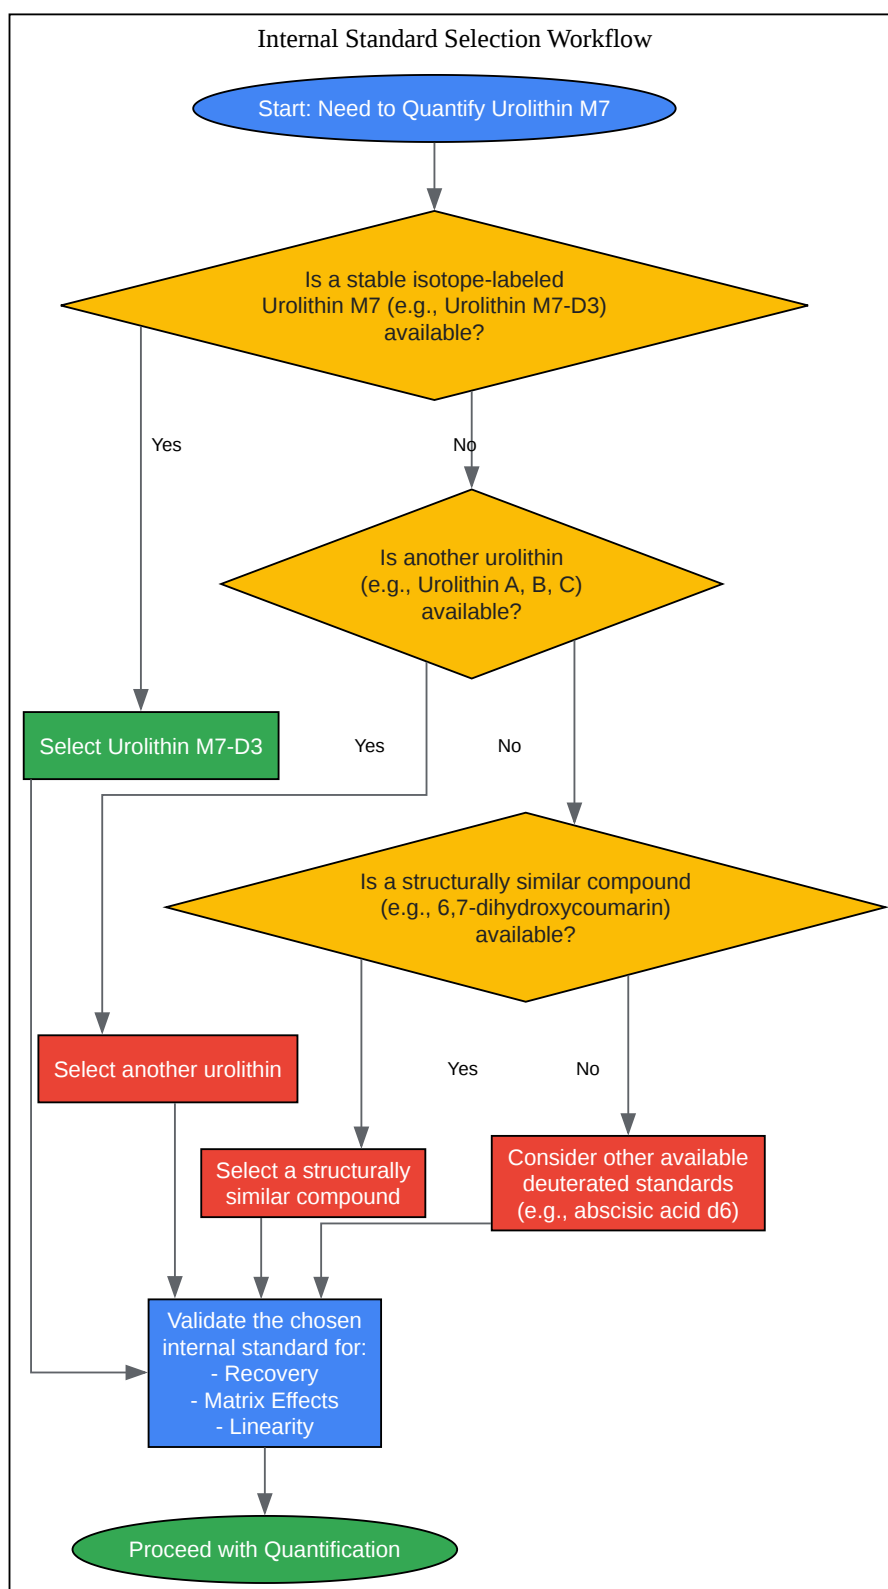 Internal Standard Selection Workflow
Start: Need to Quantify Urolithin M7
Is a stable isotope-labeled
Urolithin M7 (e.g., Urolithin M7-D3)
available?
Yes
No
Is another urolithin
(e.g., Urolithin A, B, C)
available?
Select Urolithin M7-D3
Yes
No
Is a structurally similar compound
(e.g., 6,7-dihydroxycoumarin)
available?
Select another urolithin
Yes
No
Select a structurally
similar compound
Consider other available
deuterated standards
(e.g., abscisic acid d6)
Validate the chosen
internal standard for:
- Recovery
- Matrix Effects
- Linearity
Proceed with Quantification